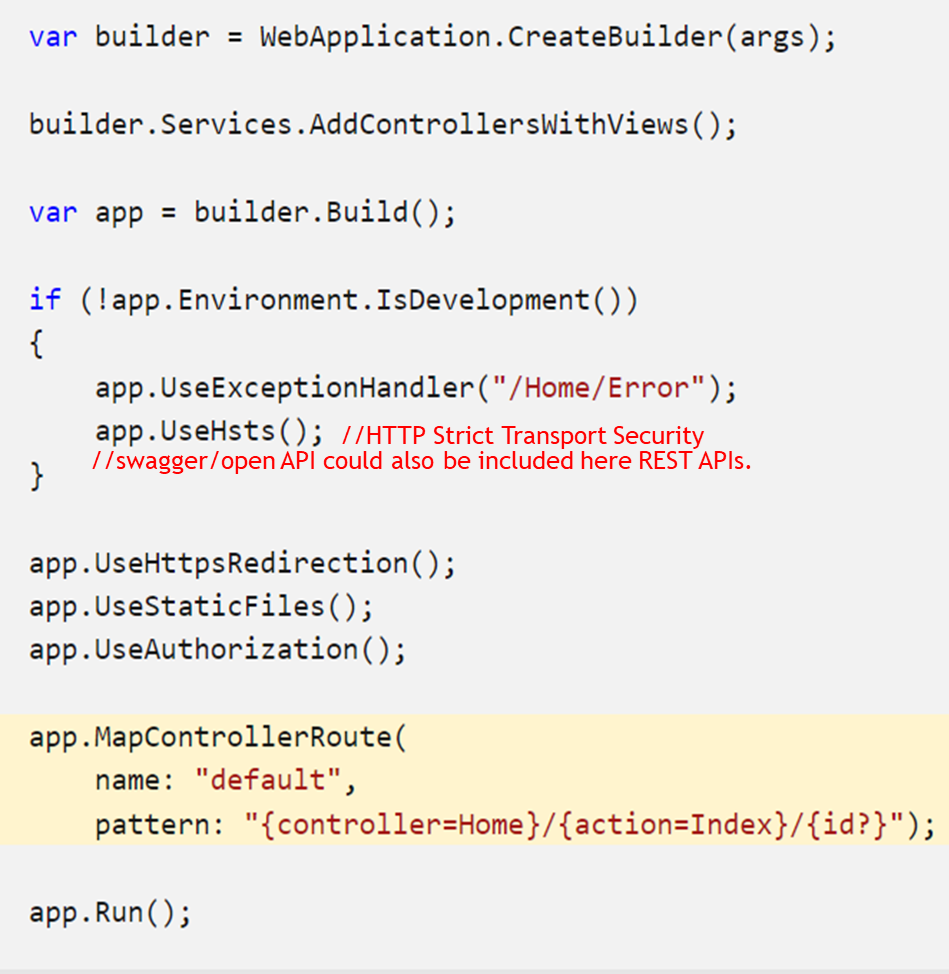 var builder = WebApplication.CreateBuilder(args);
builder.Services.AddControllersWithViews();
var app = builder.Build();
if (!app.Environment.IsDevelopment())
{
app.UseExceptionHandler("/Home/Error");
app.UseHsts(); //HTTP Strict Transport Security
//swagger/open API could also be included here REST APIs.
}
app.UseHttpsRedirection();
app.UseStaticFiles();
app.UseAuthorization();
app.MapControllerRoute(
name: "default",
pattern: "{controller=Home}/{action=Index}/{id?}");
app.Run();